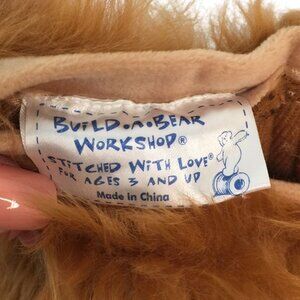 BUILD·A·BEAR
WORKSHOP®
STITCHED WITH LOVE®
FOR AGES 3 AND UP
Made in China